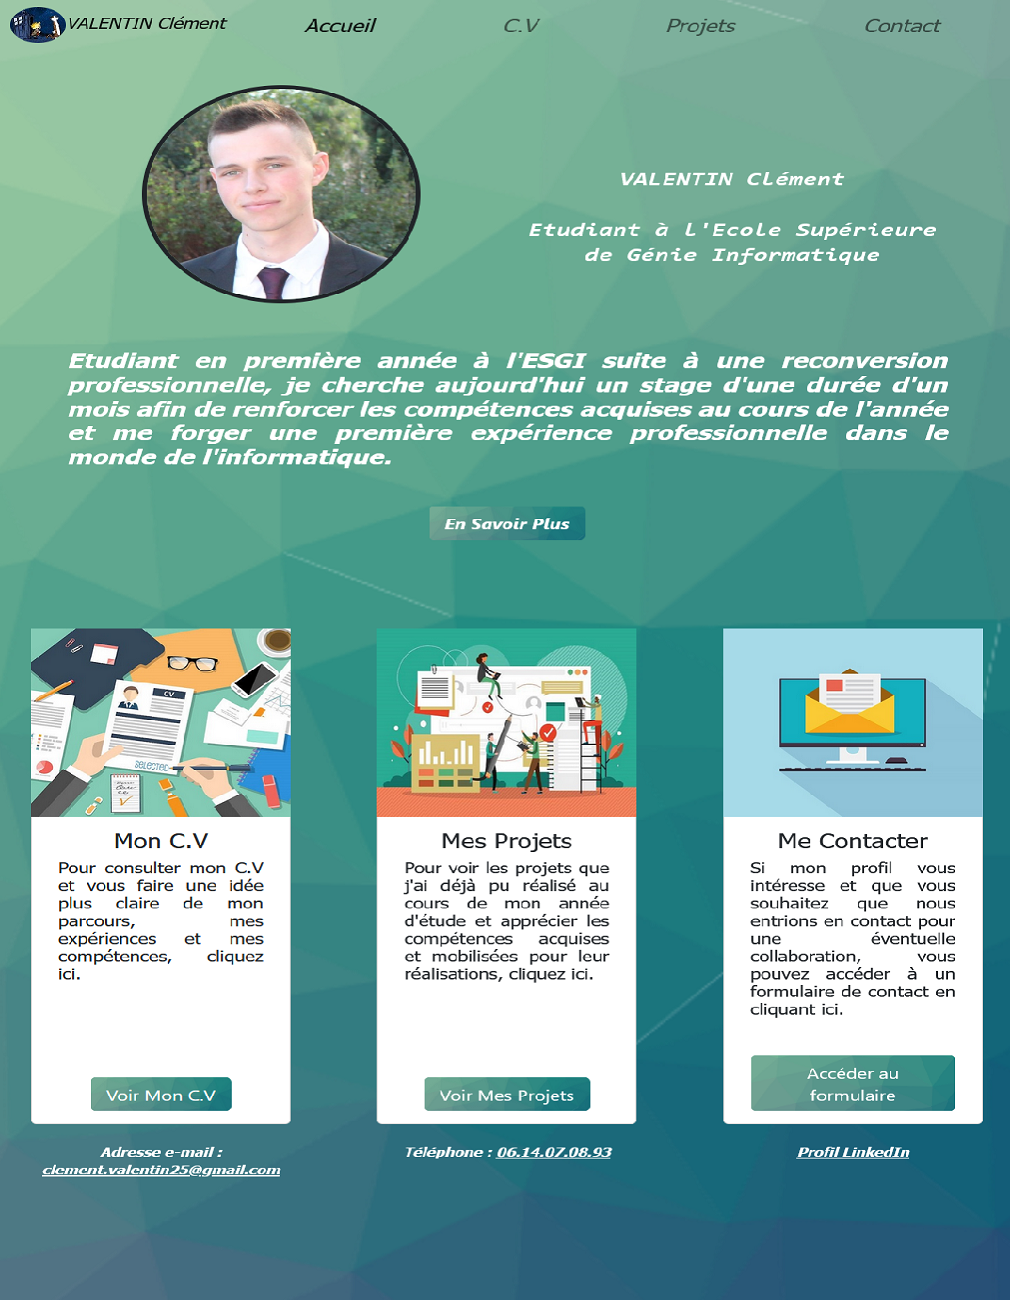 VALENTIN Clément
Accueil
C.V
Projets
Contact
VALENTIN Clément
Etudiant à l'Ecole Supérieure
de Génie Informatique
Etudiant en première année à l'ESGI suite à une reconversion
professionnelle, je cherche aujourd'hui un stage d'une durée d'un
mois afin de renforcer les compétences acquises au cours de l'année
et me forger une première expérience professionnelle dans le
monde de l'informatique.
En Savoir Plus
CV
SELECTED
Mon C.V
Pour consulter mon C.V
et vous faire une idée
plus claire de mon
parcours, mes
expériences et mes
compétences, cliquez
ici.
Voir Mon C.V
Mes Projets
Pour voir les projets que
j'ai déjà pu réalisé au
cours de mon année
d'étude et apprécier les
compétences acquises
et mobilisées pour leur
réalisations, cliquez ici.
Voir Mes Projets
Me Contacter
Si mon profil vous
intéresse et que vous
souhaitez que nous
entrions en contact pour
une éventuelle
collaboration, vous
pouvez accéder à un
formulaire de contact en
cliquant ici.
Accéder au
formulaire
Adresse e-mail :
clement.valentin25@gmail.com
Téléphone : 06.14.07.08.93
Profil LinkedIn